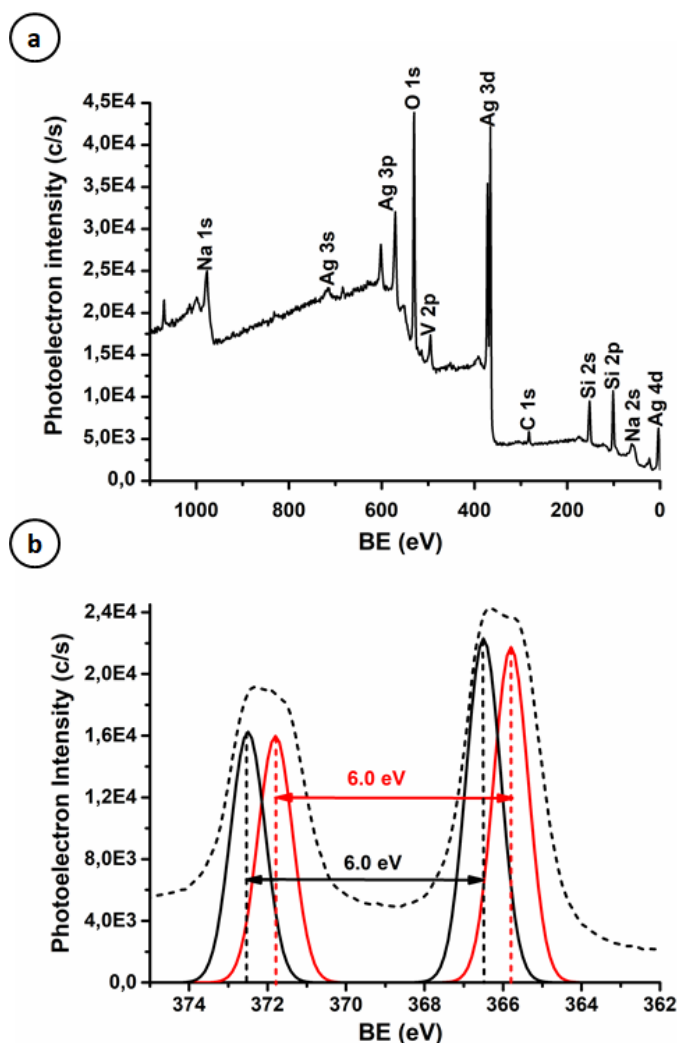 a
Photoelectron intensity (c/s)
4,5E4
4,0E4
3,5E4
3,0E4
2,5E4
2,0E4
1,5E4
1,0E4
5,0E3
0,0
Na 1s
Ag 3s
Ag 3p
O 1s
V 2p
Ag 3d
C 1s
Si 2s
Si 2p
Na 2s
Ag 4d
1000 800 600 400 200 0
BE (eV)
b
Photoelectron Intensity (c/s)
2,4E4
2,0E4
1,6E4
1,2E4
8,0E3
4,0E3
0,0
6.0 eV
6.0 eV
374 372 370 368 366 364 362
BE (eV)